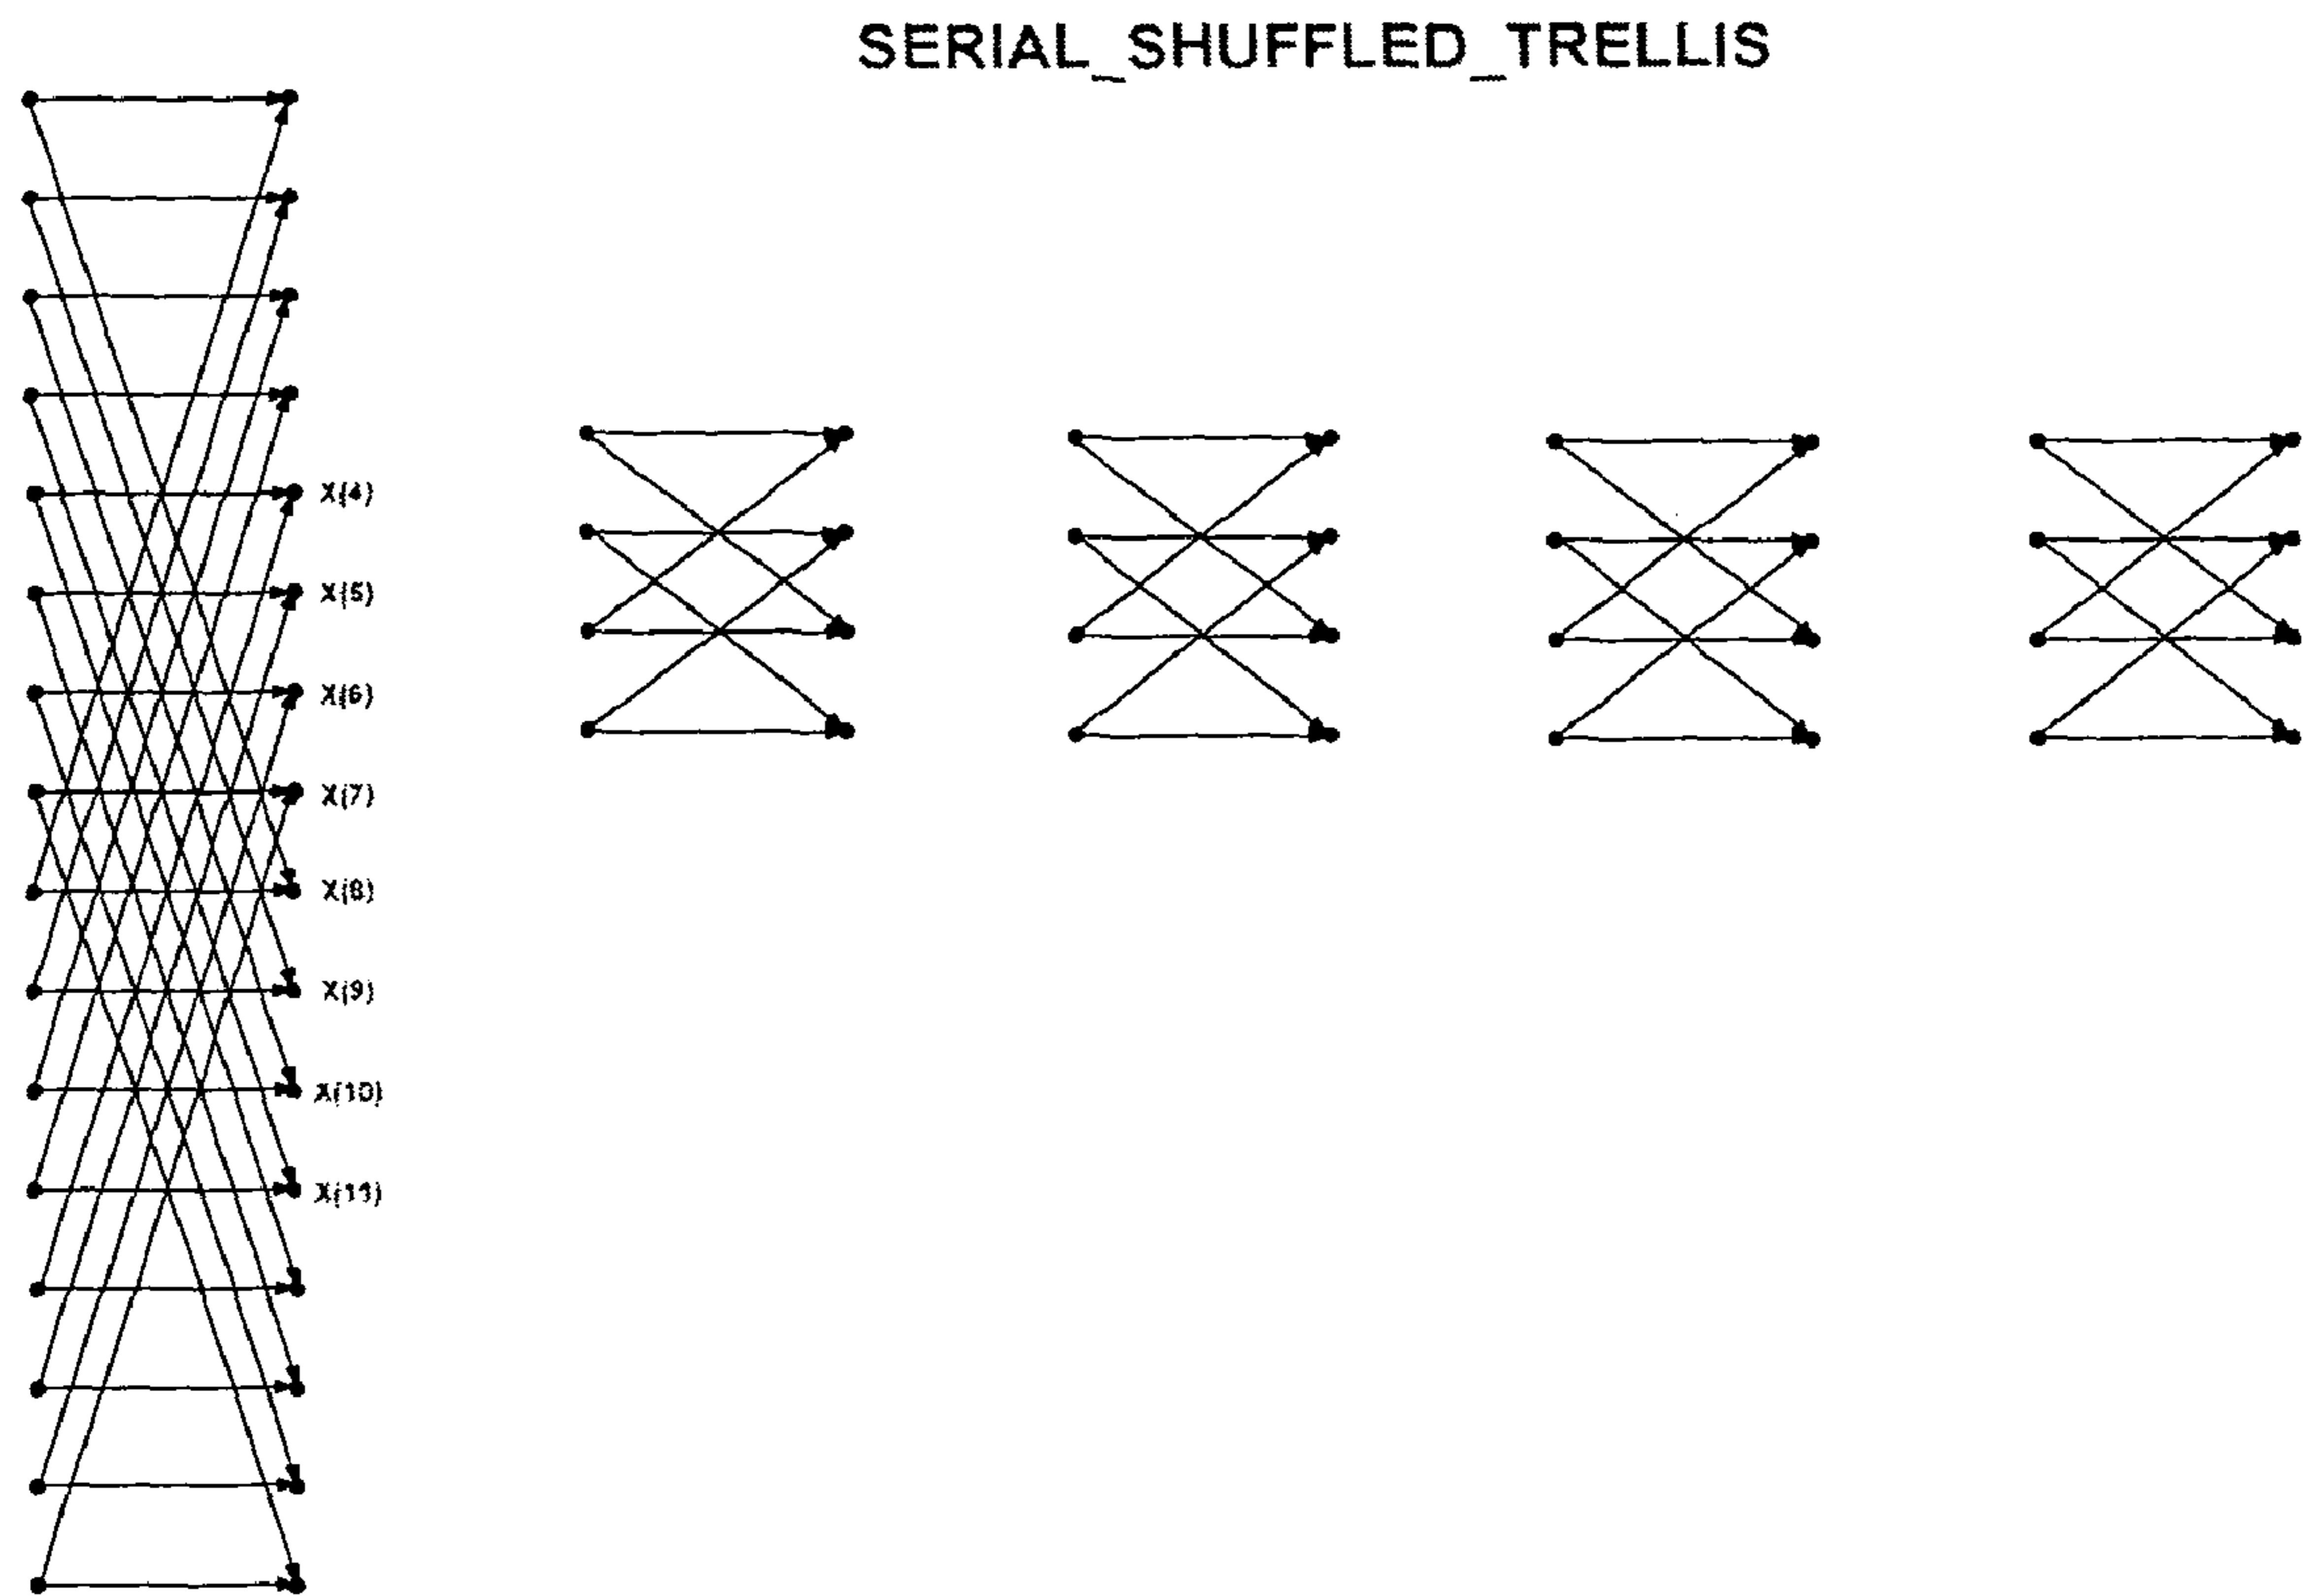 SERIAL_SHUFFLED_TRELLIS
X(4)
X(5)
X(6)
X(7)
X(8)
X(9)
X(10)
X(11)